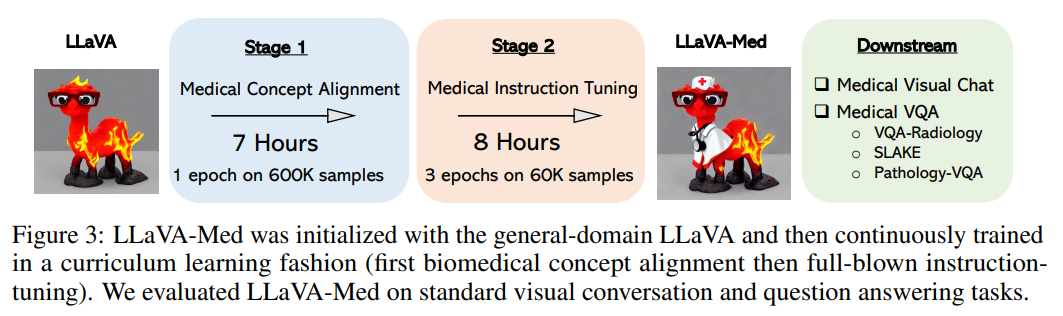 LLaVA
Stage 1
Medical Concept Alignment
7 Hours
1 epoch on 600K samples
Stage 2
Medical Instruction Tuning
8 Hours
3 epochs on 60K samples
LLaVA-Med
Downstream
Medical Visual Chat
Medical VQA
VQA-Radiology
SLAKE
Pathology-VQA
Figure 3: LLaVA-Med was initialized with the general-domain LLaVA and then continuously trained
in a curriculum learning fashion (first biomedical concept alignment then full-blown instruction-
tuning). We evaluated LLaVA-Med on standard visual conversation and question answering tasks.